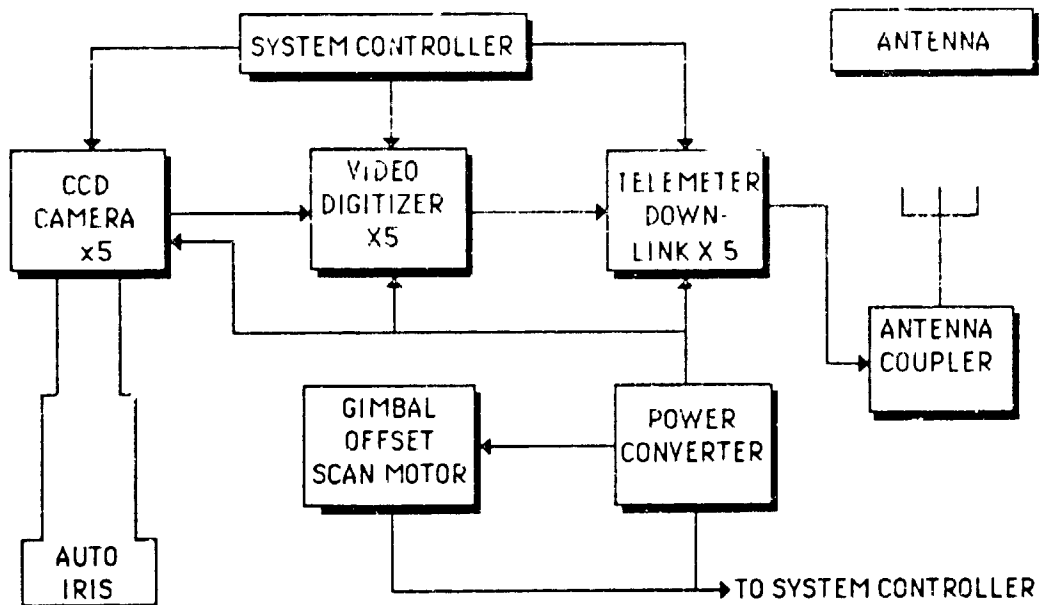 SYSTEM CONTROLLER
ANTENNA
CCD
CAMERA
x5
VIDEO
DIGITIZER
X5
TELEMETER
DOWN-
LINK X 5
ANTENNA
COUPLER
GIMBAL
OFFSET
SCAN MOTOR
POWER
CONVERTER
AUTO
IRIS
TO SYSTEM CONTROLLER